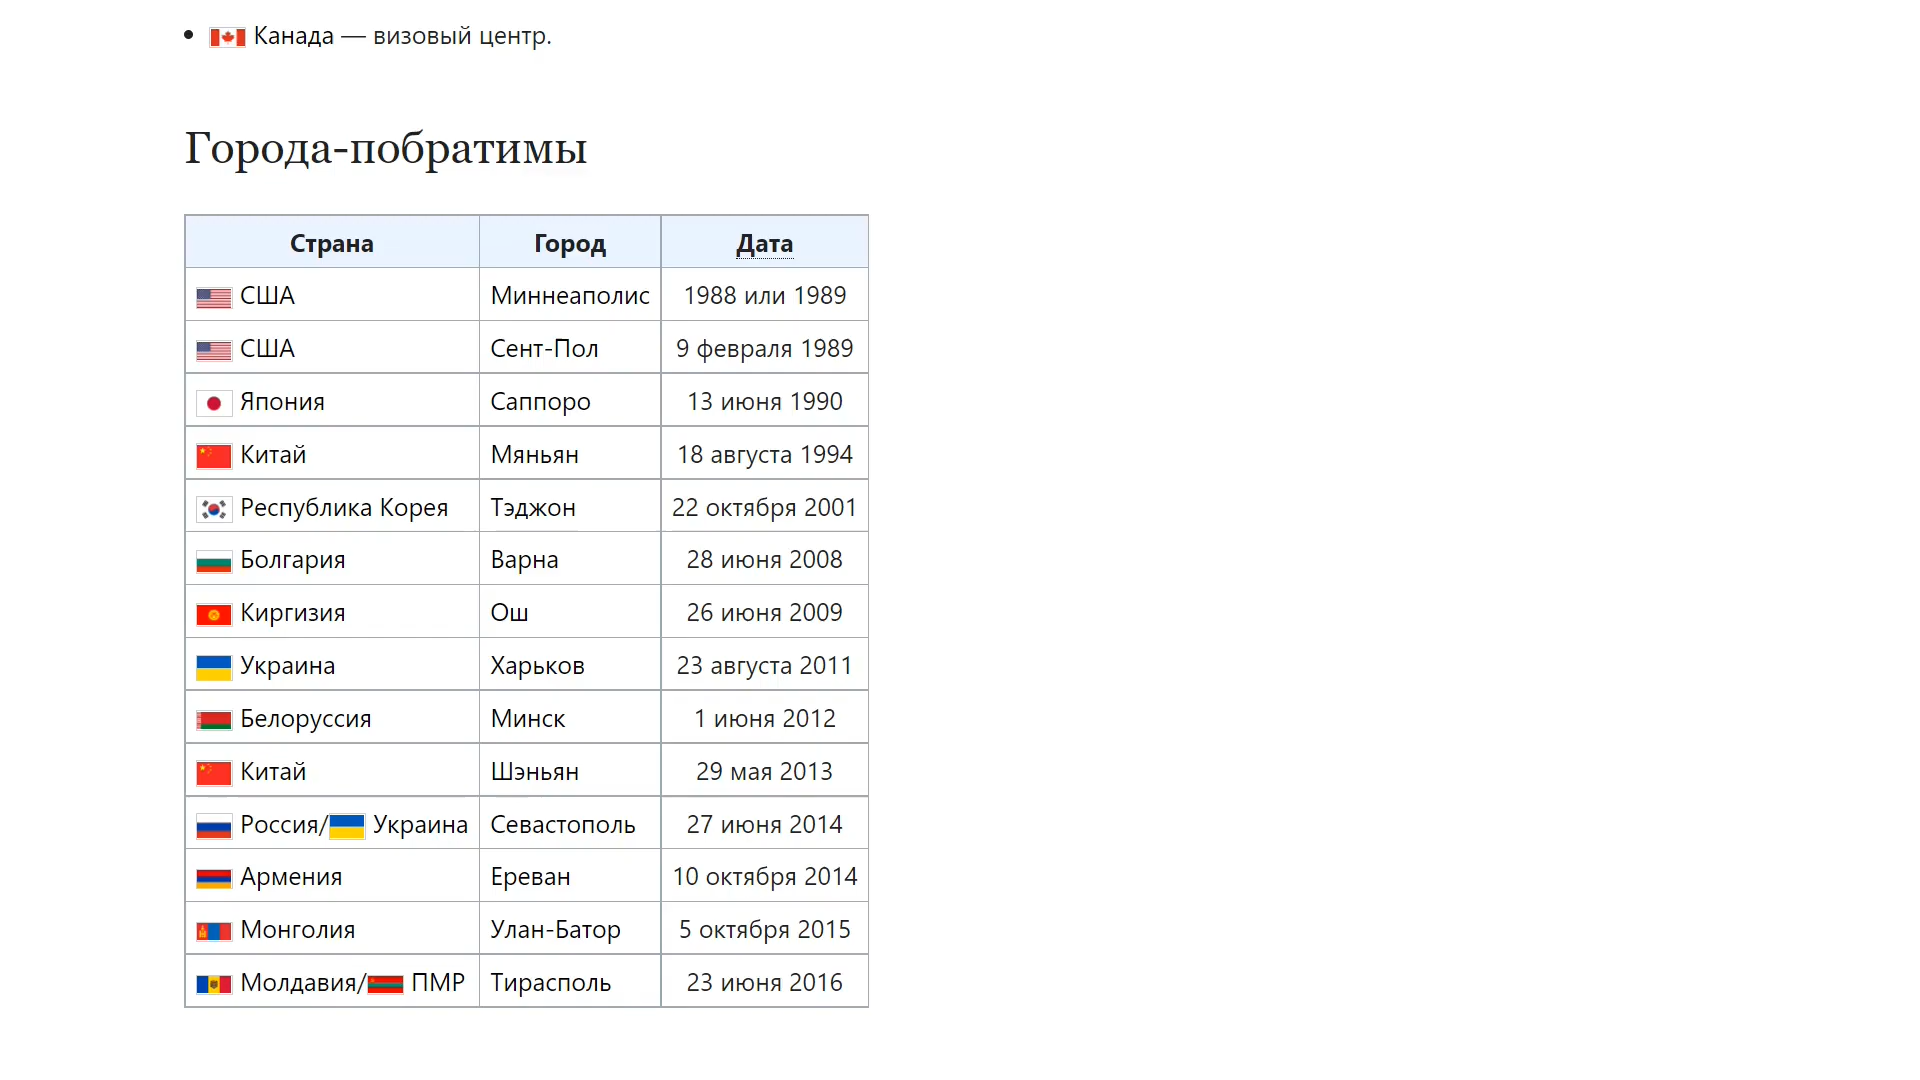 Канада — визовый центр.
Города-побратимы
Страна Город Дата
США Миннеаполис 1988 или 1989
США Сент-Пол 9 февраля 1989
Япония Саппоро 13 июня 1990
Китай Мяньян 18 августа 1994
Республика Корея Тэджон 22 октября 2001
Болгария Варна 28 июня 2008
Киргизия Ош 26 июня 2009
Украина Харьков 23 августа 2011
Белоруссия Минск 1 июня 2012
Китай Шэньян 29 мая 2013
Россия/ Украина Севастополь 27 июня 2014
Армения Ереван 10 октября 2014
Монголия Улан-Батор 5 октября 2015
Молдавия/ ПМР Тирасполь 23 июня 2016